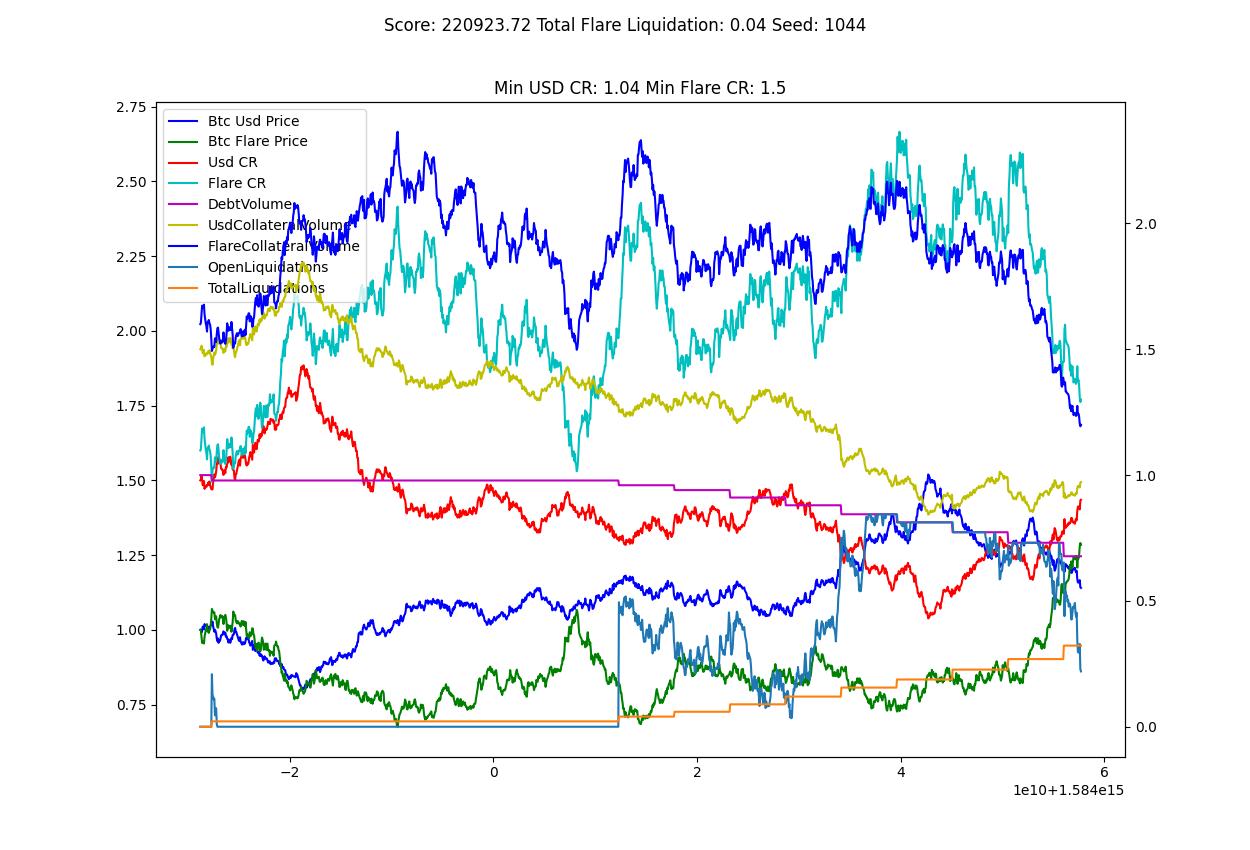 Score: 220923.72 Total Flare Liquidation: 0.04 Seed: 1044
Min USD CR: 1.04 Min Flare CR: 1.5
Btc Usd Price
Btc Flare Price
Usd CR
Flare CR
DebtVolume
UsdCollateralVolume
FlareCollateralVolume
OpenLiquidations
TotalLiquidations
2.75
2.50
2.25
2.00
1.75
1.50
1.25
1.00
0.75
2.0
1.5
1.0
0.5
0.0
−2 0 2 4 6
1e10+1.584e15